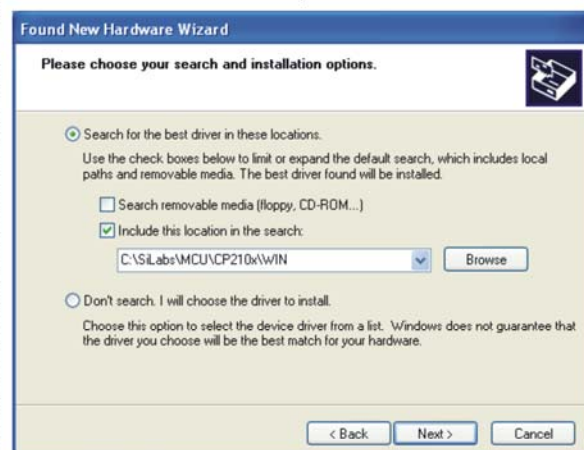 Found New Hardware Wizard
Please choose your search and installation options.
Search for the best driver in these locations.
Use the check boxes below to limit or expand the default search, which includes local
paths and removable media. The best driver found will be installed.
Search removable media (floppy, CD-ROM...)
Include this location in the search:
C:\SiLabs\MCU\CP210x\WIN
Browse
Don't search. I will choose the driver to install.
Choose this option to select the device driver from a list. Windows does not guarantee that
the driver you choose will be the best match for your hardware.
< Back Next > Cancel